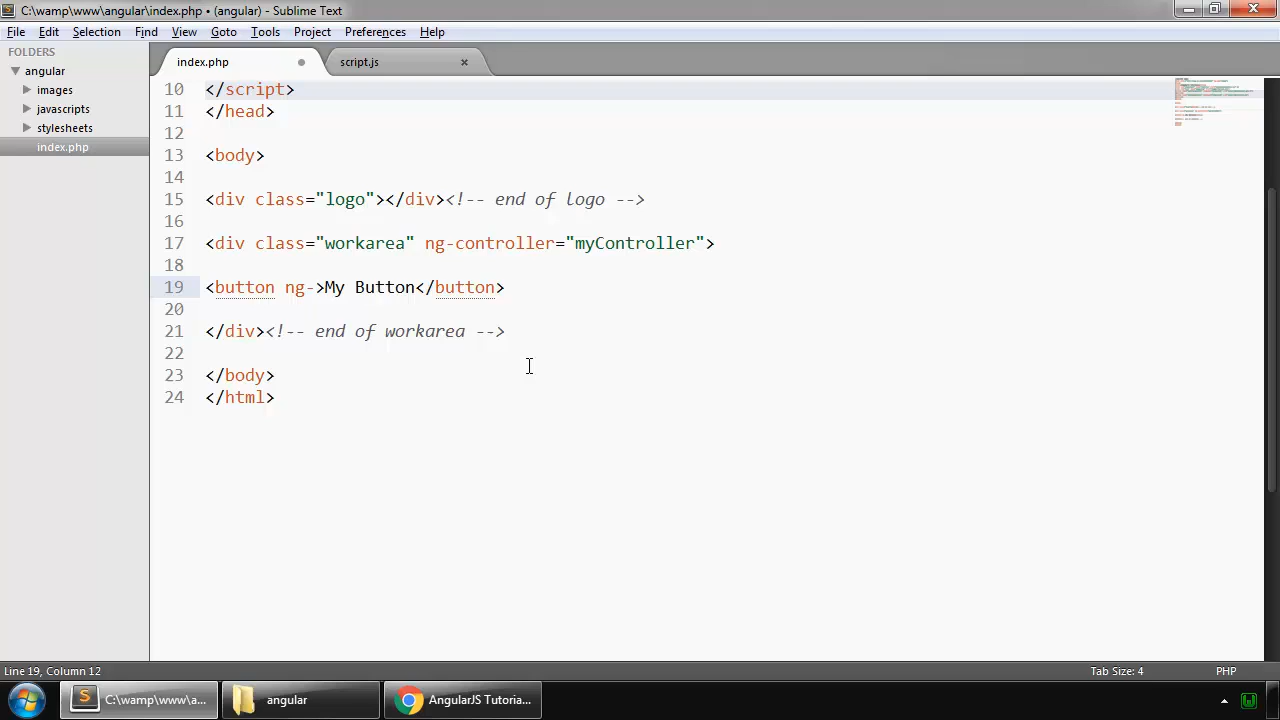 C:\wamp\www\angular\index.php • (angular) - Sublime Text
File Edit Selection Find View Goto Tools Project Preferences Help
FOLDERS
angular
images
javascripts
stylesheets
index.php
index.php script.js
10 </script>
11 </head>
12
13 <body>
14
15 <div class="logo"></div><!-- end of logo -->
16
17 <div class="workarea" ng-controller="myController">
18
19 <button ng->My Button</button>
20
21 </div><!-- end of workarea -->
22
23 </body>
24 </html>
Line 19, Column 12 Tab Size: 4 PHP
C:\wamp\www\a... angular AngularJS Tutoria...